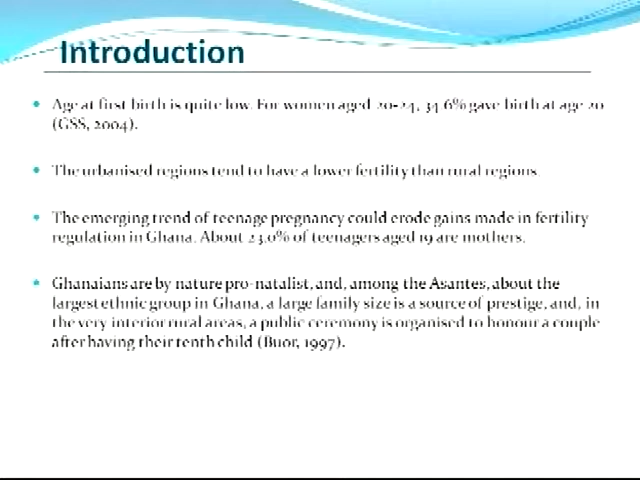 Introduction
• Age at first birth is quite low. For women aged 20-24, 34.6% gave birth at age 20
(GSS, 2004).
• The urbanised regions tend to have a lower fertility than rural regions
• The emerging trend of teenage pregnancy could erode gains made in fertility
regulation in Ghana. About 23.0% of teenagers aged 19 are mothers.
• Ghanaians are by nature pro-natalist, and, among the Asantes, about the
largest ethnic group in Ghana, a large family size is a source of prestige, and, in
the very interior rural areas, a public ceremony is organised to honour a couple
after having their tenth child (Buor, 1997).